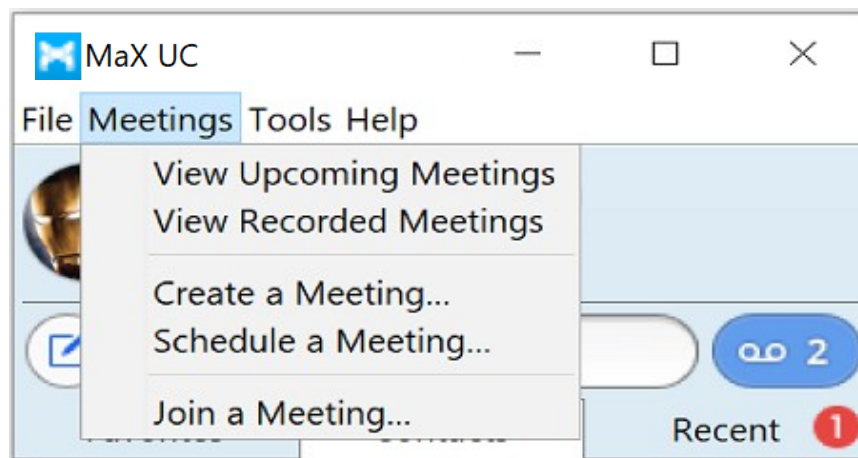 MaX UC
File Meetings Tools Help
View Upcoming Meetings
View Recorded Meetings
Create a Meeting...
Schedule a Meeting...
2
Join a Meeting...
Recent 1